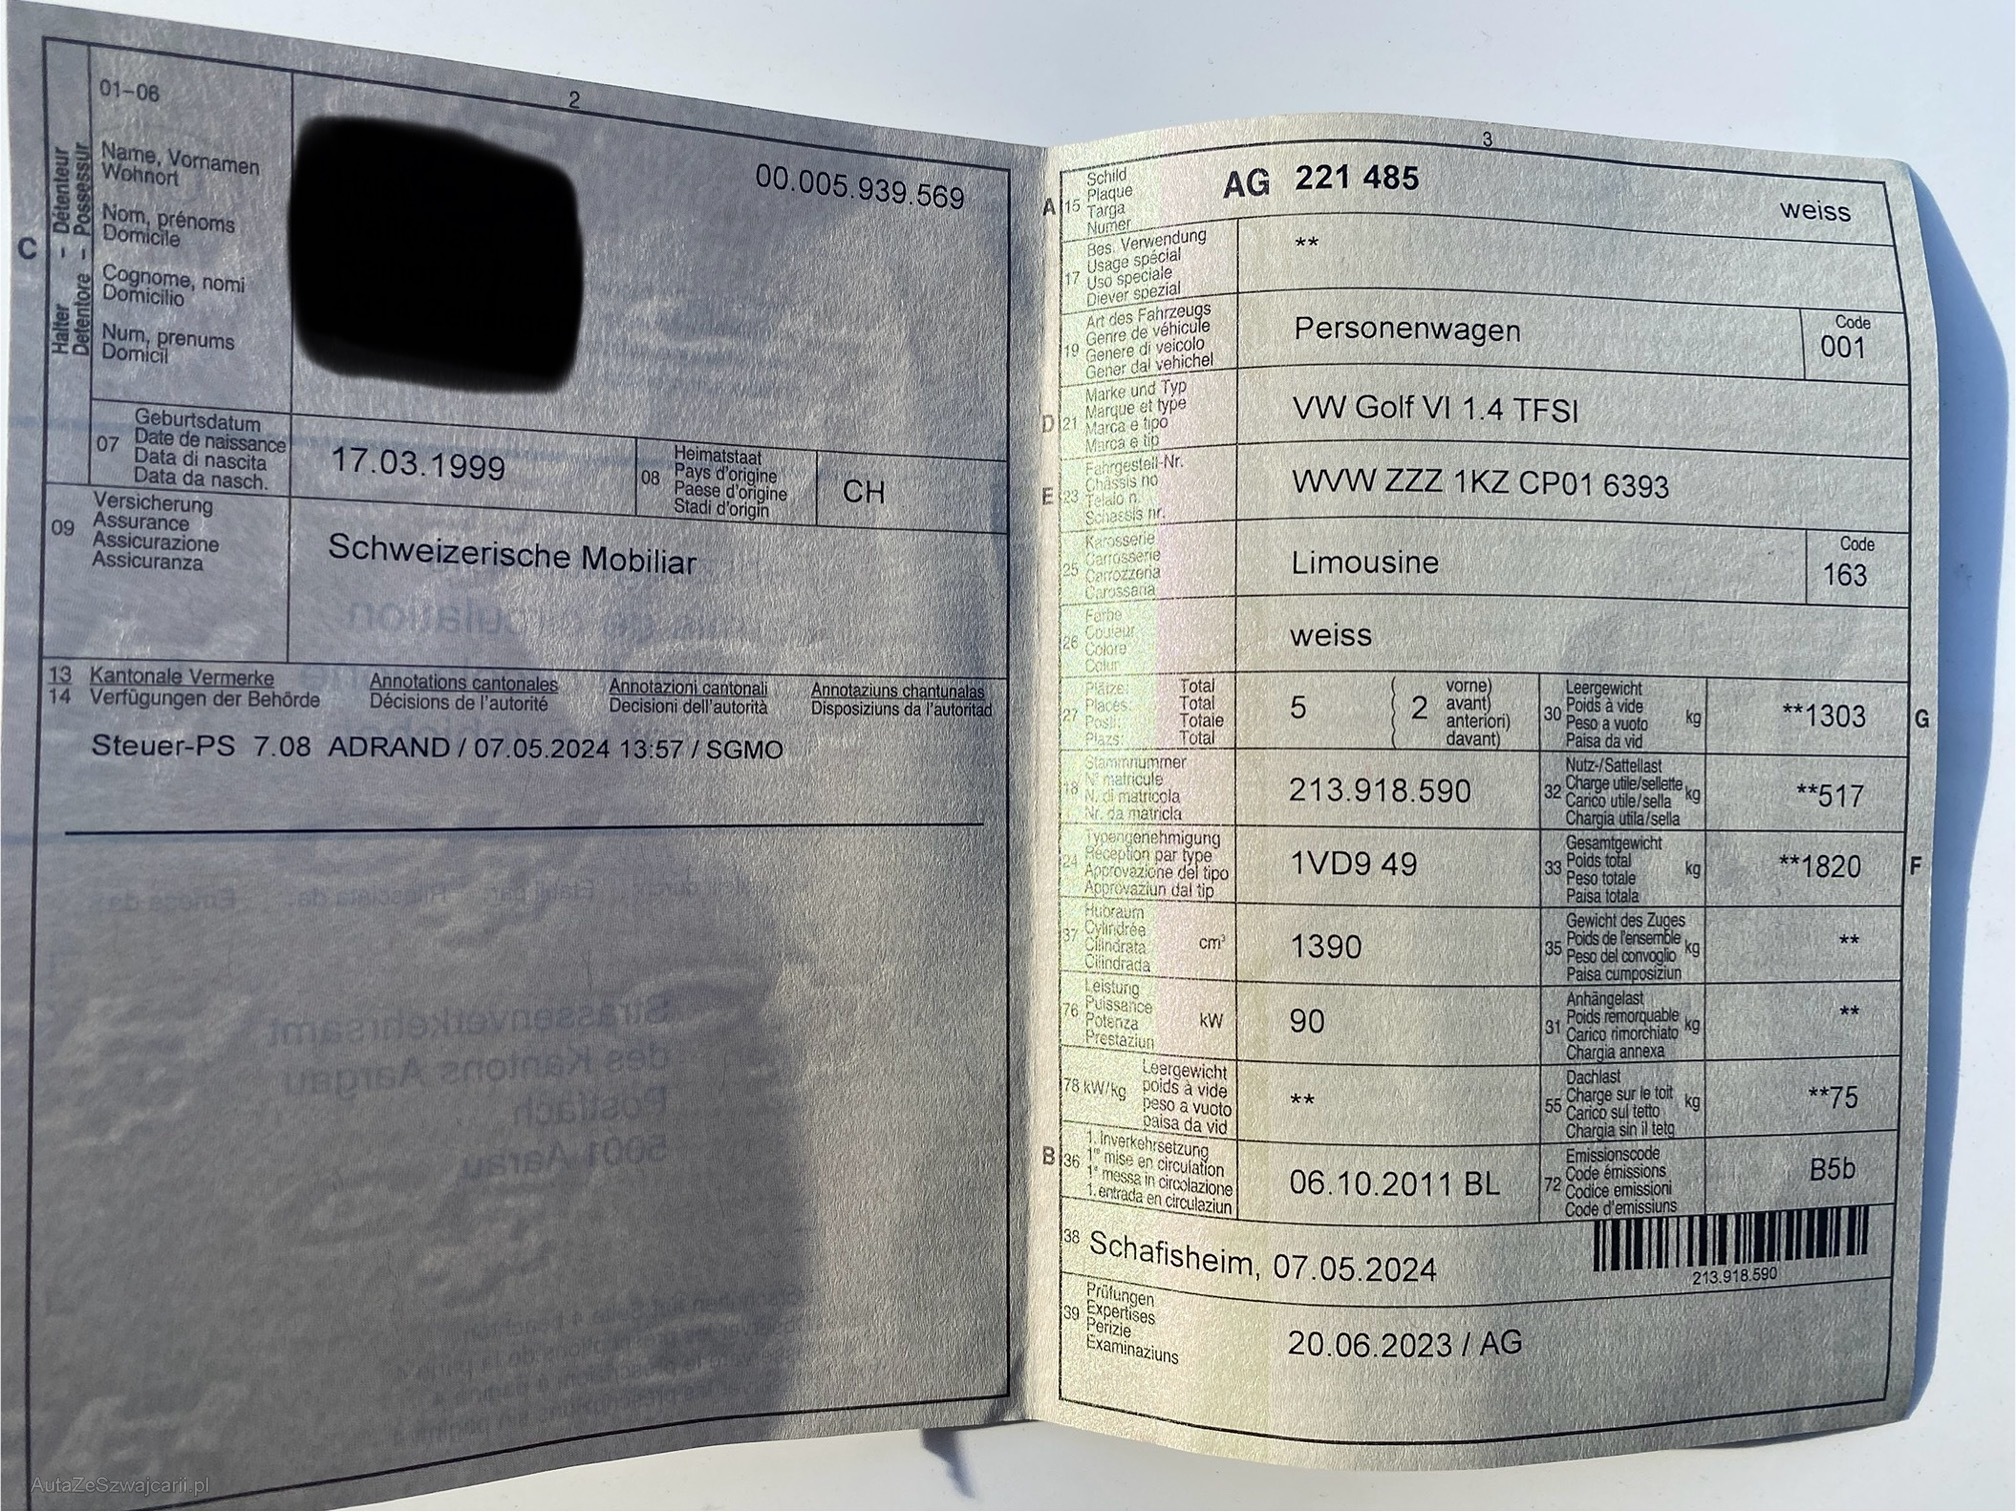 2
01–06
C
Halter – Détenteur
Detentore – Possessur
Name, Vornamen
Wohnort
Nom, prénoms
Domicile
Cognome, nomi
Domicilio
Num, prenums
Domicil
00.005.939.569
07
Geburtsdatum
Date de naissance
Data di nascita
Data da nasch.
17.03.1999
08
Heimatstaat
Pays d'origine
Paese d'origine
Stadi d'origin
CH
09
Versicherung
Assurance
Assicurazione
Assicuranza
Schweizerische Mobiliar
13 Kantonale Vermerke Annotations cantonales Annotazioni cantonali Annotaziuns chantunalas
14 Verfügungen der Behörde Décisions de l'autorité Decisioni dell'autorità Disposiziuns da l'autoritad
Steuer-PS 7.08 ADRAND / 07.05.2024 13:57 / SGMO
Strassenverkehrsamt
des Kantons Aargau
Postfach
5001 Aarau
AutaZeSzwajcarii.pl
3
A 15
Schild
Plaque
Targa
Numer
AG 221 485
weiss
17
Bes. Verwendung
Usage spécial
Uso speciale
Diever spezial
**
19
Art des Fahrzeugs
Genre de véhicule
Genere di veicolo
Gener dal vehichel
Personenwagen
Code
001
D 21
Marke und Typ
Marque et type
Marca e tipo
Marca e tip
VW Golf VI 1.4 TFSI
E 23
Fahrgestell-Nr.
Châssis no
Telaio n.
Schassis nr.
WVW ZZZ 1KZ CP01 6393
25
Karosserie
Carrosserie
Carrozzeria
Carossaria
Limousine
Code
163
26
Farbe
Couleur
Colore
Colur
weiss
27
Plätze: Total
Places: Total
Posti: Totale
Plazs: Total
5
( 2
vorne)
avant)
anteriori)
davant)
30
Leergewicht
Poids à vide
Peso a vuoto
Paisa da vid
kg
**1303
G
18
Stammnummer
N° matricule
N. di matricola
Nr. da matricla
213.918.590
32
Nutz-/Sattellast
Charge utile/sellette
Carico utile/sella
Chargia utila/sella
kg
**517
24
Typengenehmigung
Réception par type
Approvazione del tipo
Approvaziun dal tip
1VD9 49
33
Gesamtgewicht
Poids total
Peso totale
Paisa totala
kg
**1820
F
37
Hubraum
Cylindrée
Cilindrata
Cilindrada
cm³
1390
35
Gewicht des Zuges
Poids de l'ensemble
Peso del convoglio
Paisa cumposiziun
kg
**
76
Leistung
Puissance
Potenza
Prestaziun
kW
90
31
Anhängelast
Poids remorquable
Carico rimorchiato
Chargia annexa
kg
**
78 kW/kg
Leergewicht
poids à vide
peso a vuoto
paisa da vid
**
55
Dachlast
Charge sur le toit
Carico sul tetto
Chargia sin il tetg
kg
**75
B 36
1. Inverkehrsetzung
1re mise en circulation
1a messa in circolazione
1. entrada en circulaziun
06.10.2011 BL
72
Emissionscode
Code émissions
Codice emissioni
Code d'emissiuns
B5b
38 Schafisheim, 07.05.2024
213.918.590
39
Prüfungen
Expertises
Perizie
Examinaziuns
20.06.2023 / AG